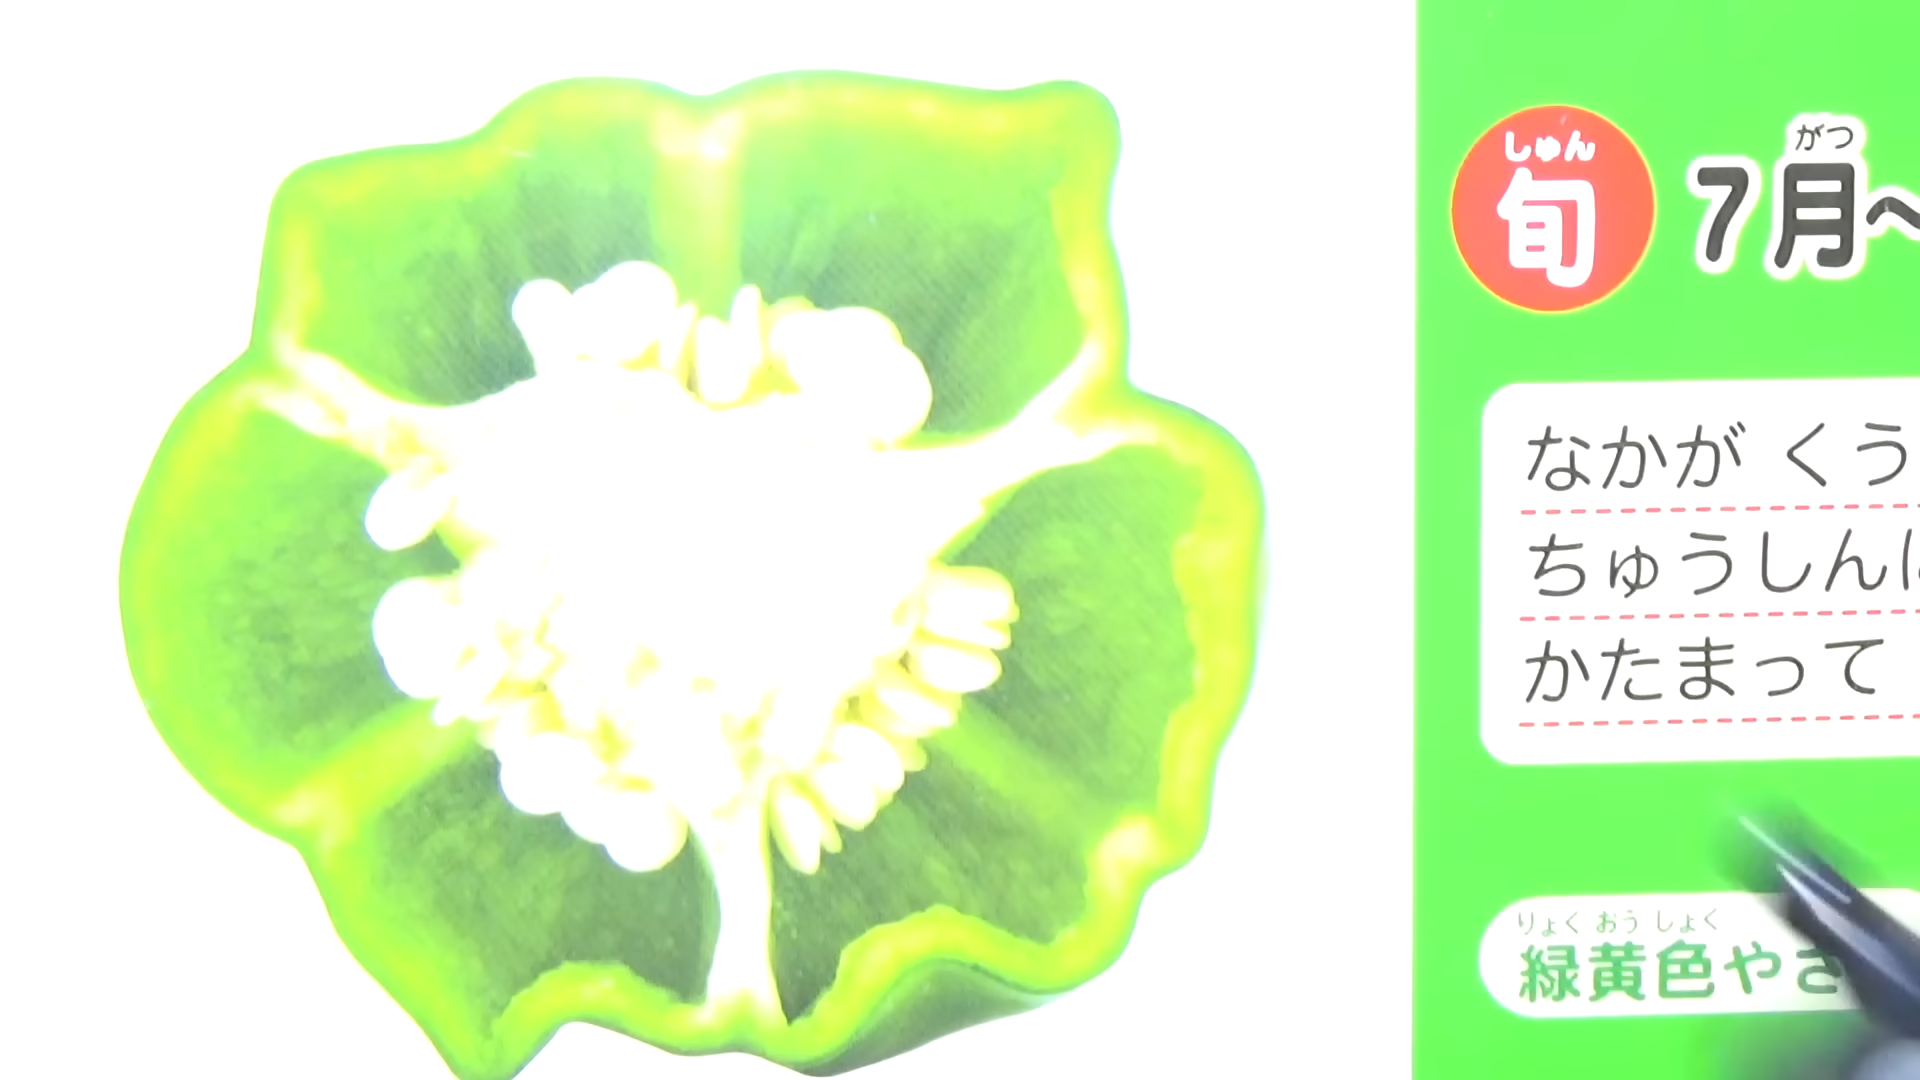 しゅん
旬
がつ
7月~
なかが くう
ちゅうしん
かたまって
りょく おう しょく
緑黄色やさ